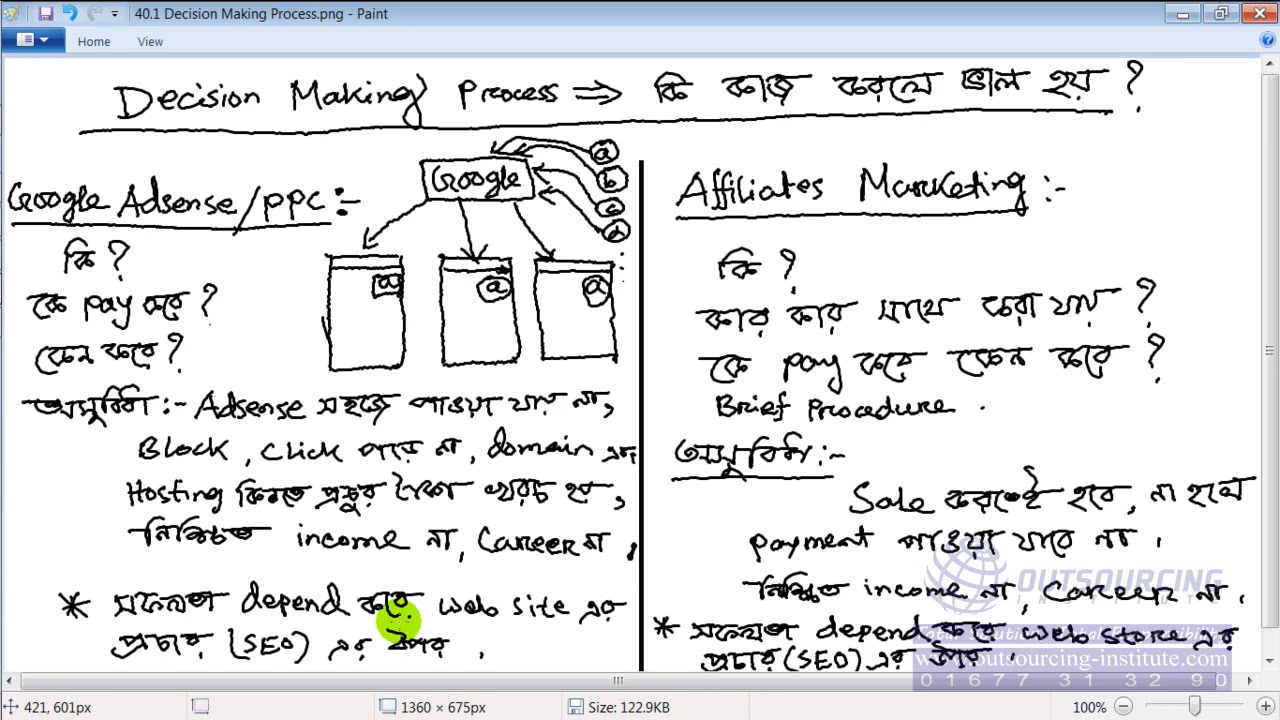 40.1 Decision Making Process.png - Paint
Home View
Decision Making Process ⇒ কি কাজ করলে ভাল হয় ?
Google Adsense/ppc :-
Google
a
b
c
d
a a a
কি ?
কে pay করে ?
কেন করে ?
অসুবিধা :- Adsense সহজে পাওয়া যায় না,
Block, click পারে না, domain এবং
Hosting কিনতে প্রচুর টাকা খরচ হয়,
নিশ্চিত income না, Career না,
* সফলতা depend করে web site এর
প্রচার (SEO) এর উপর .
Affiliates Marketing :-
কি ?
কার কার সাথে করা যায় ?
কে pay করে কেন করে ?
Brief Procedure .
অসুবিধা :-
Sale করতেই হবে, না হলে
payment পাওয়া যাবে না .
নিশ্চিত income না, Career না .
* সফলতা depend করে web store এর
প্রচার (SEO) এর উপর .
OUTSOURCING
www.outsourcing-institute.com
01677 31 32 90
421, 601px
1360 × 675px
Size: 122.9KB
100%